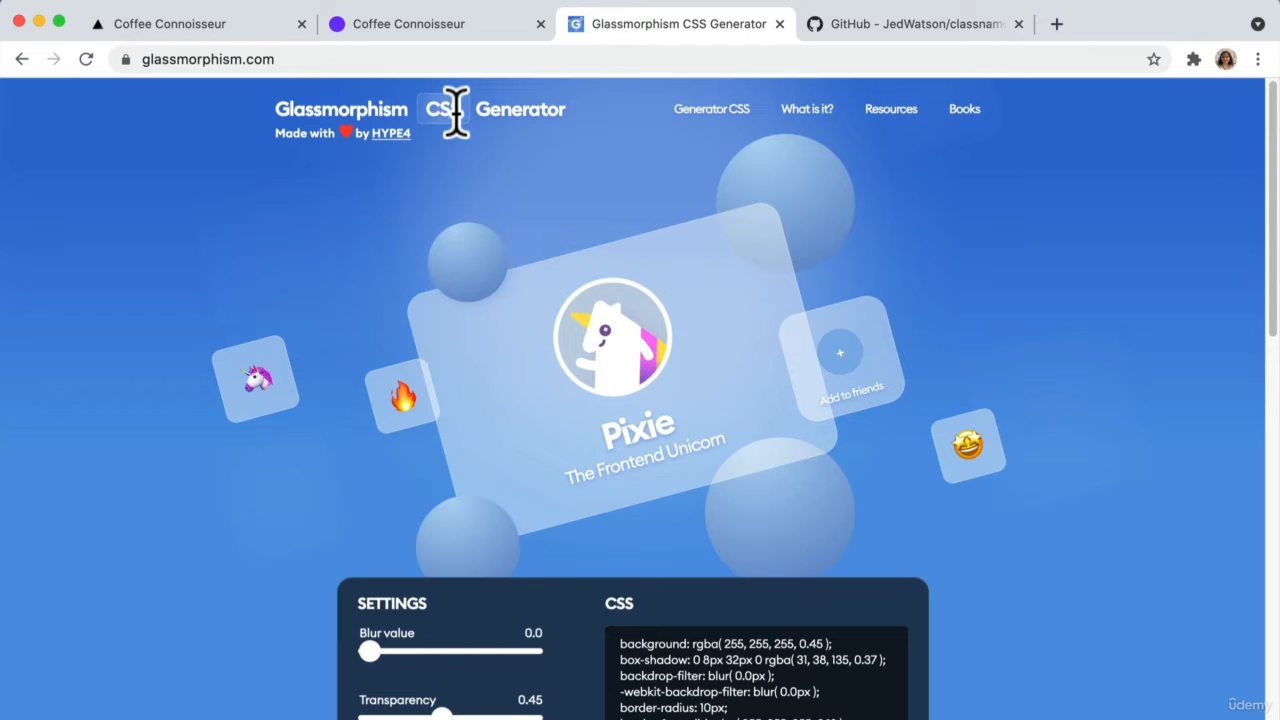 Coffee Connoisseur
Coffee Connoisseur
Glassmorphism CSS Generator
GitHub - JedWatson/classnam
glassmorphism.com
Glassmorphism CSS Generator
Generator CSS
What is it?
Resources
Books
Made with ❤️ by HYPE4
Add to friends
Pixie
The Frontend Unicorn
SETTINGS
Blur value 0.0
Transparency 0.45
CSS
background: rgba( 255, 255, 255, 0.45 );
box-shadow: 0 8px 32px 0 rgba( 31, 38, 135, 0.37 );
backdrop-filter: blur( 0.0px );
-webkit-backdrop-filter: blur( 0.0px );
border-radius: 10px;
ûdemy